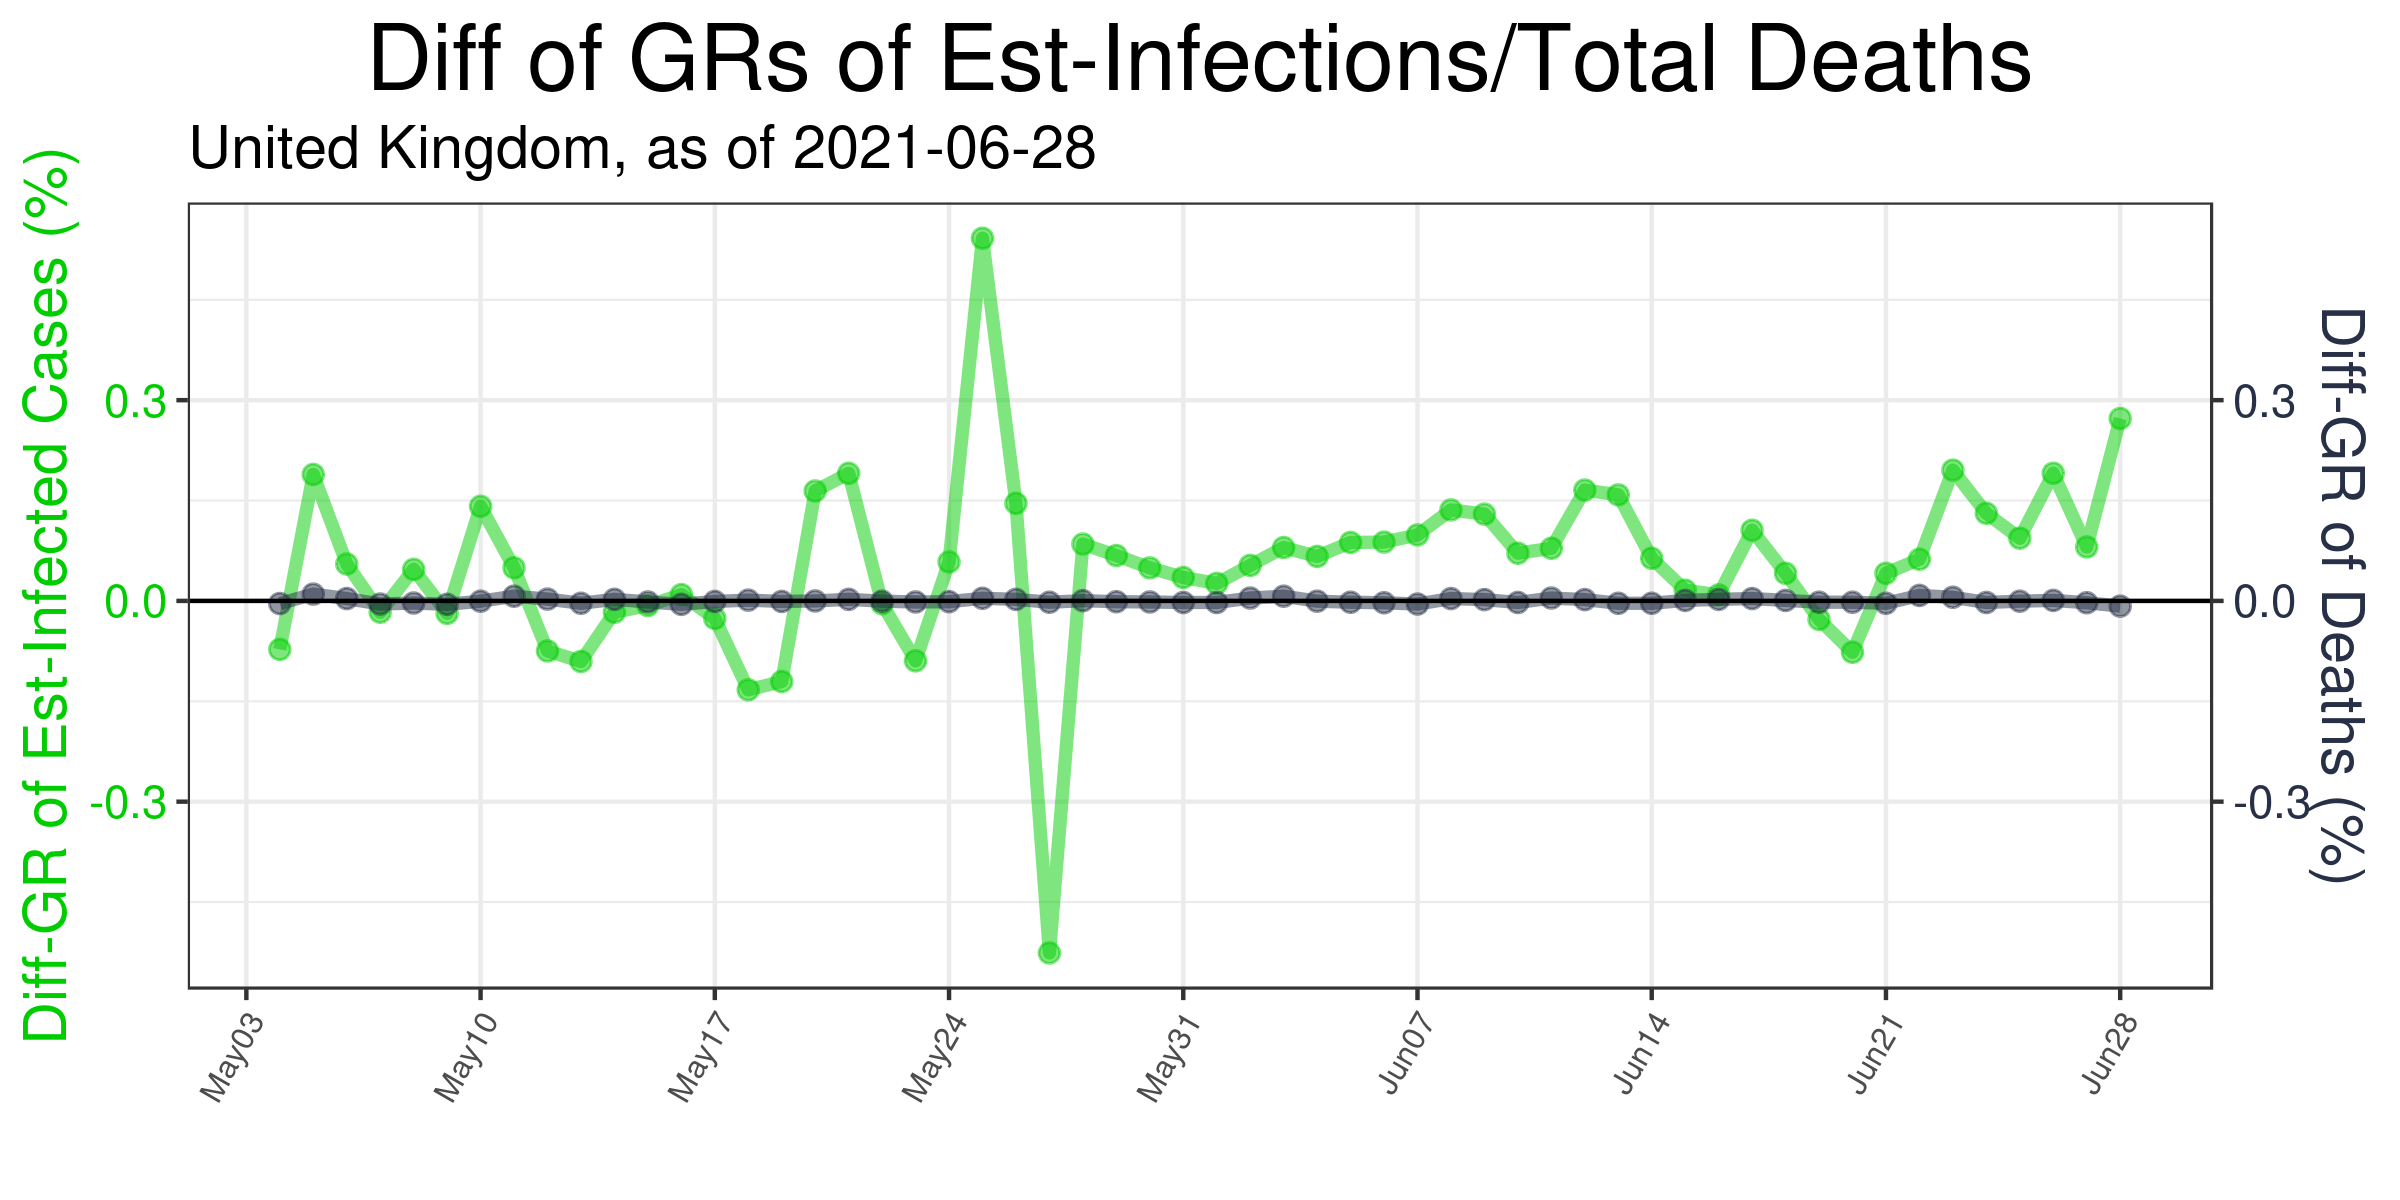 Diff of GRs of Est-Infections/Total Deaths
United Kingdom, as of 2021-06-28
Diff-GR of Est-Infected Cases (%)
0.3
0.0
-0.3
0.3
0.0
-0.3
Diff-GR of Deaths (%)
May03
May10
May17
May24
May31
Jun07
Jun14
Jun21
Jun28